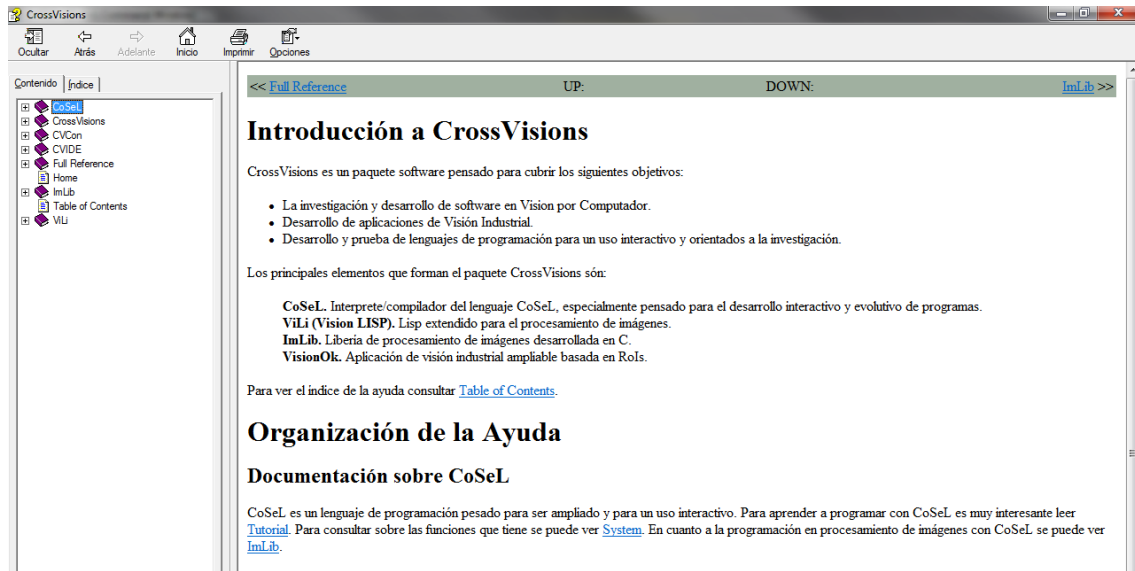 CrossVisions
Ocultar Atrás Adelante Inicio Imprimir Opciones
Contenido Índice
CoSeL
CrossVisions
CVCon
CVIDE
Full Reference
Home
ImLib
Table of Contents
ViLi
<< Full Reference UP: DOWN: ImLib >>
Introducción a CrossVisions
CrossVisions es un paquete software pensado para cubrir los siguientes objetivos:
• La investigación y desarrollo de software en Vision por Computador.
• Desarrollo de aplicaciones de Visión Industrial.
• Desarrollo y prueba de lenguajes de programación para un uso interactivo y orientados a la investigación.
Los principales elementos que forman el paquete CrossVisions són:
CoSeL. Interprete/compilador del lenguaje CoSeL, especialmente pensado para el desarrollo interactivo y evolutivo de programas.
ViLi (Vision LISP). Lisp extendido para el procesamiento de imágenes.
ImLib. Libería de procesamiento de imágenes desarrollada en C.
VisionOk. Aplicación de visión industrial ampliable basada en RoIs.
Para ver el indice de la ayuda consultar Table of Contents.
Organización de la Ayuda
Documentación sobre CoSeL
CoSeL es un lenguaje de programación pesado para ser ampliado y para un uso interactivo. Para aprender a programar con CoSeL es muy interesante leer
Tutorial. Para consultar sobre las funciones que tiene se puede ver System. En cuanto a la programación en procesamiento de imágenes con CoSeL se puede ver
ImLib.